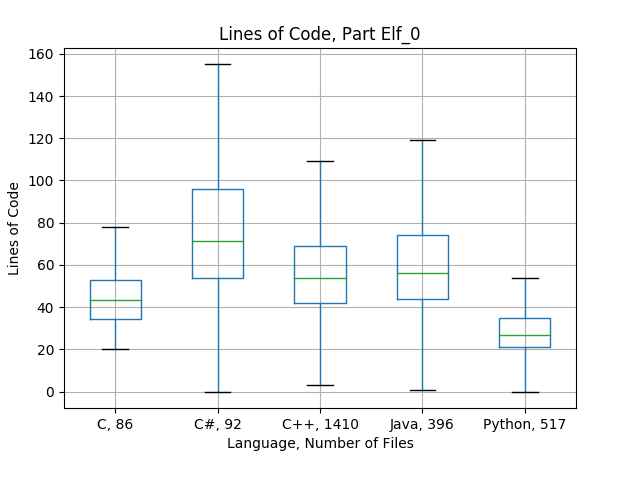 Lines of Code, Part Elf_0
Lines of Code
160
140
120
100
80
60
40
20
0
C, 86
C#, 92
C++, 1410
Java, 396
Python, 517
Language, Number of Files